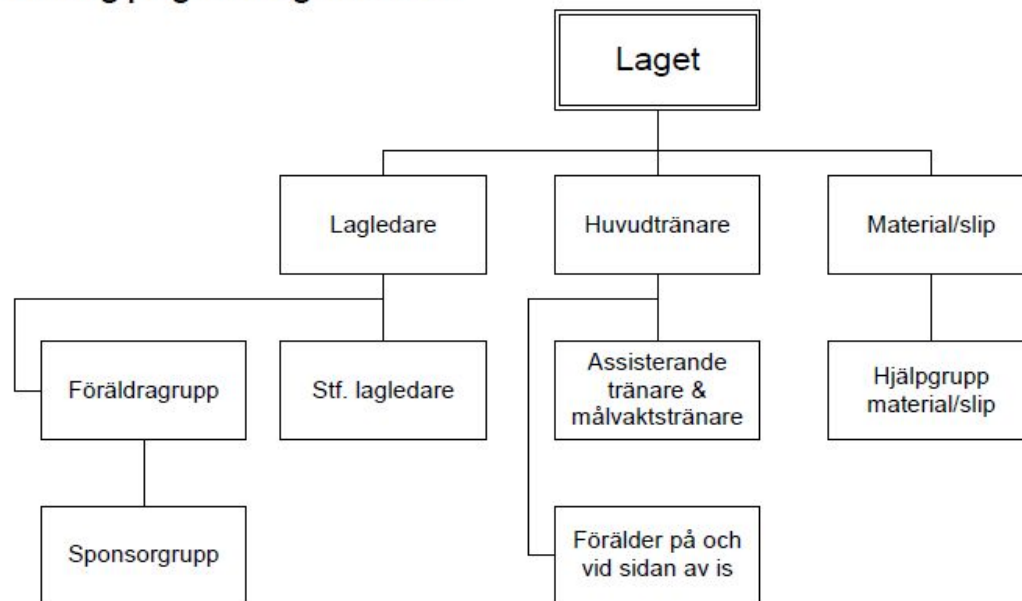 Laget
Lagledare
Huvudtränare
Material/slip
Föräldragrupp
Stf. lagledare
Assisterande
tränare &
målvaktstränare
Hjälpgrupp
material/slip
Sponsorgrupp
Förälder på och
vid sidan av is